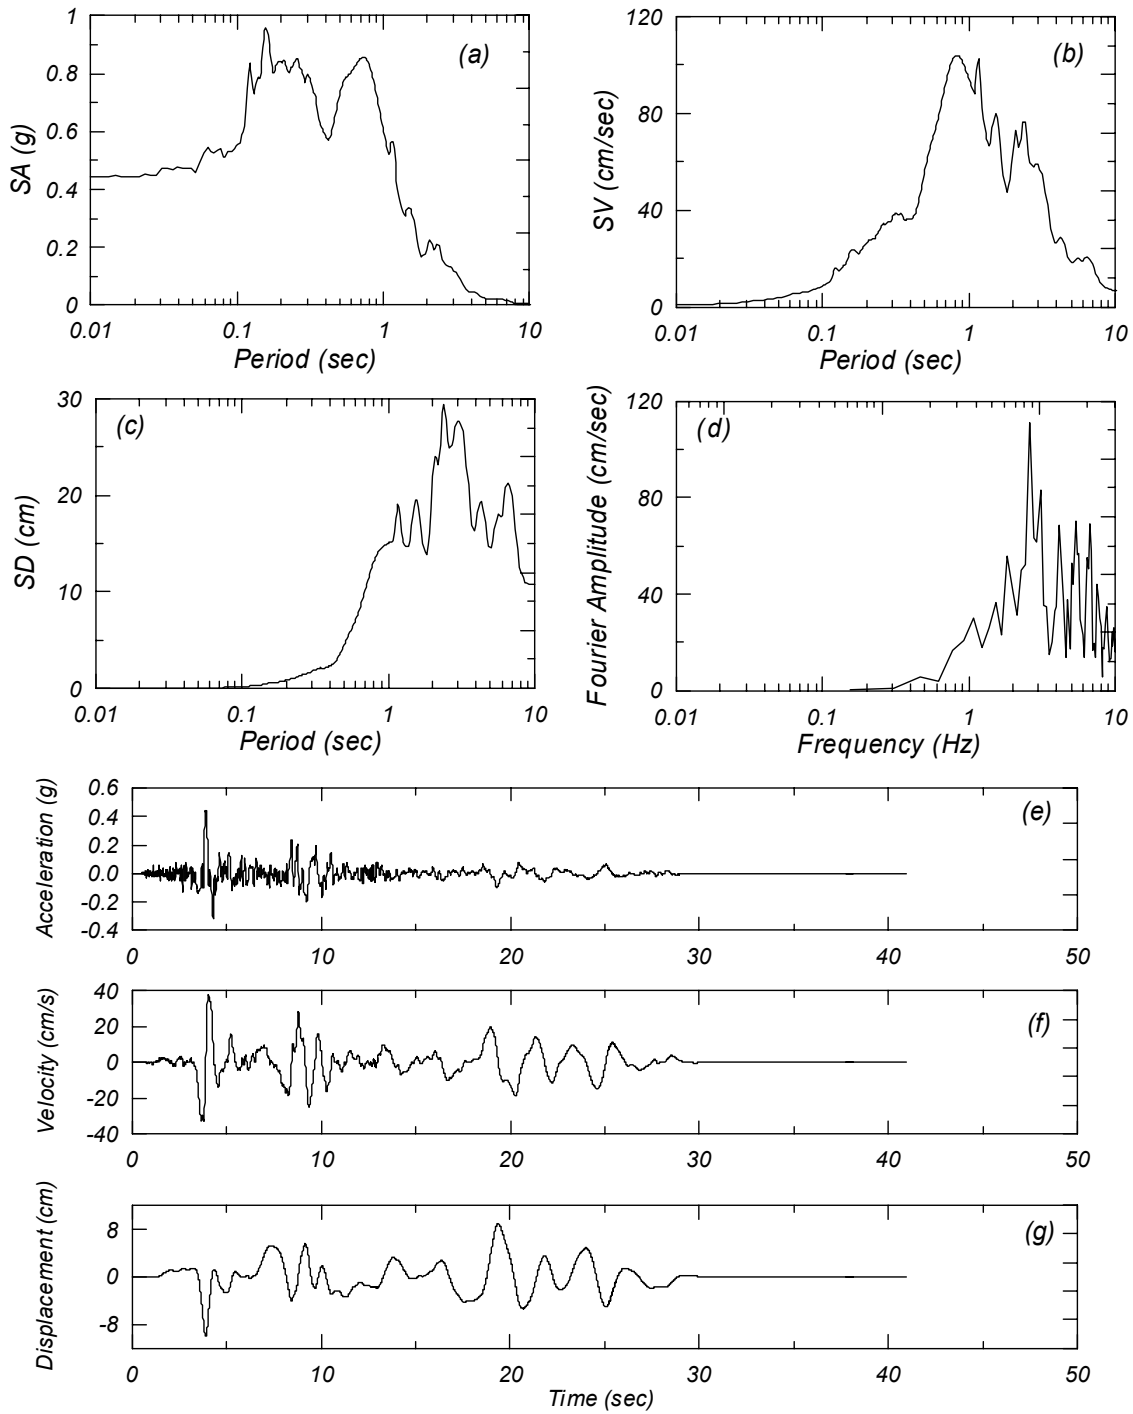 (a)
SA (g)
1
0.8
0.6
0.4
0.2
0
0.01 0.1 1 10
Period (sec)
(b)
SV (cm/sec)
120
80
40
0
0.01 0.1 1 10
Period (sec)
(c)
SD (cm)
30
20
10
0
0.01 0.1 1 10
Period (sec)
(d)
Fourier Amplitude (cm/sec)
120
80
40
0
0.01 0.1 1 10
Frequency (Hz)
(e)
Acceleration (g)
0.6
0.4
0.2
0.0
-0.2
-0.4
0 10 20 30 40 50
(f)
Velocity (cm/s)
40
20
0
-20
-40
0 10 20 30 40 50
(g)
Displacement (cm)
8
0
-8
0 10 20 30 40 50
Time (sec)